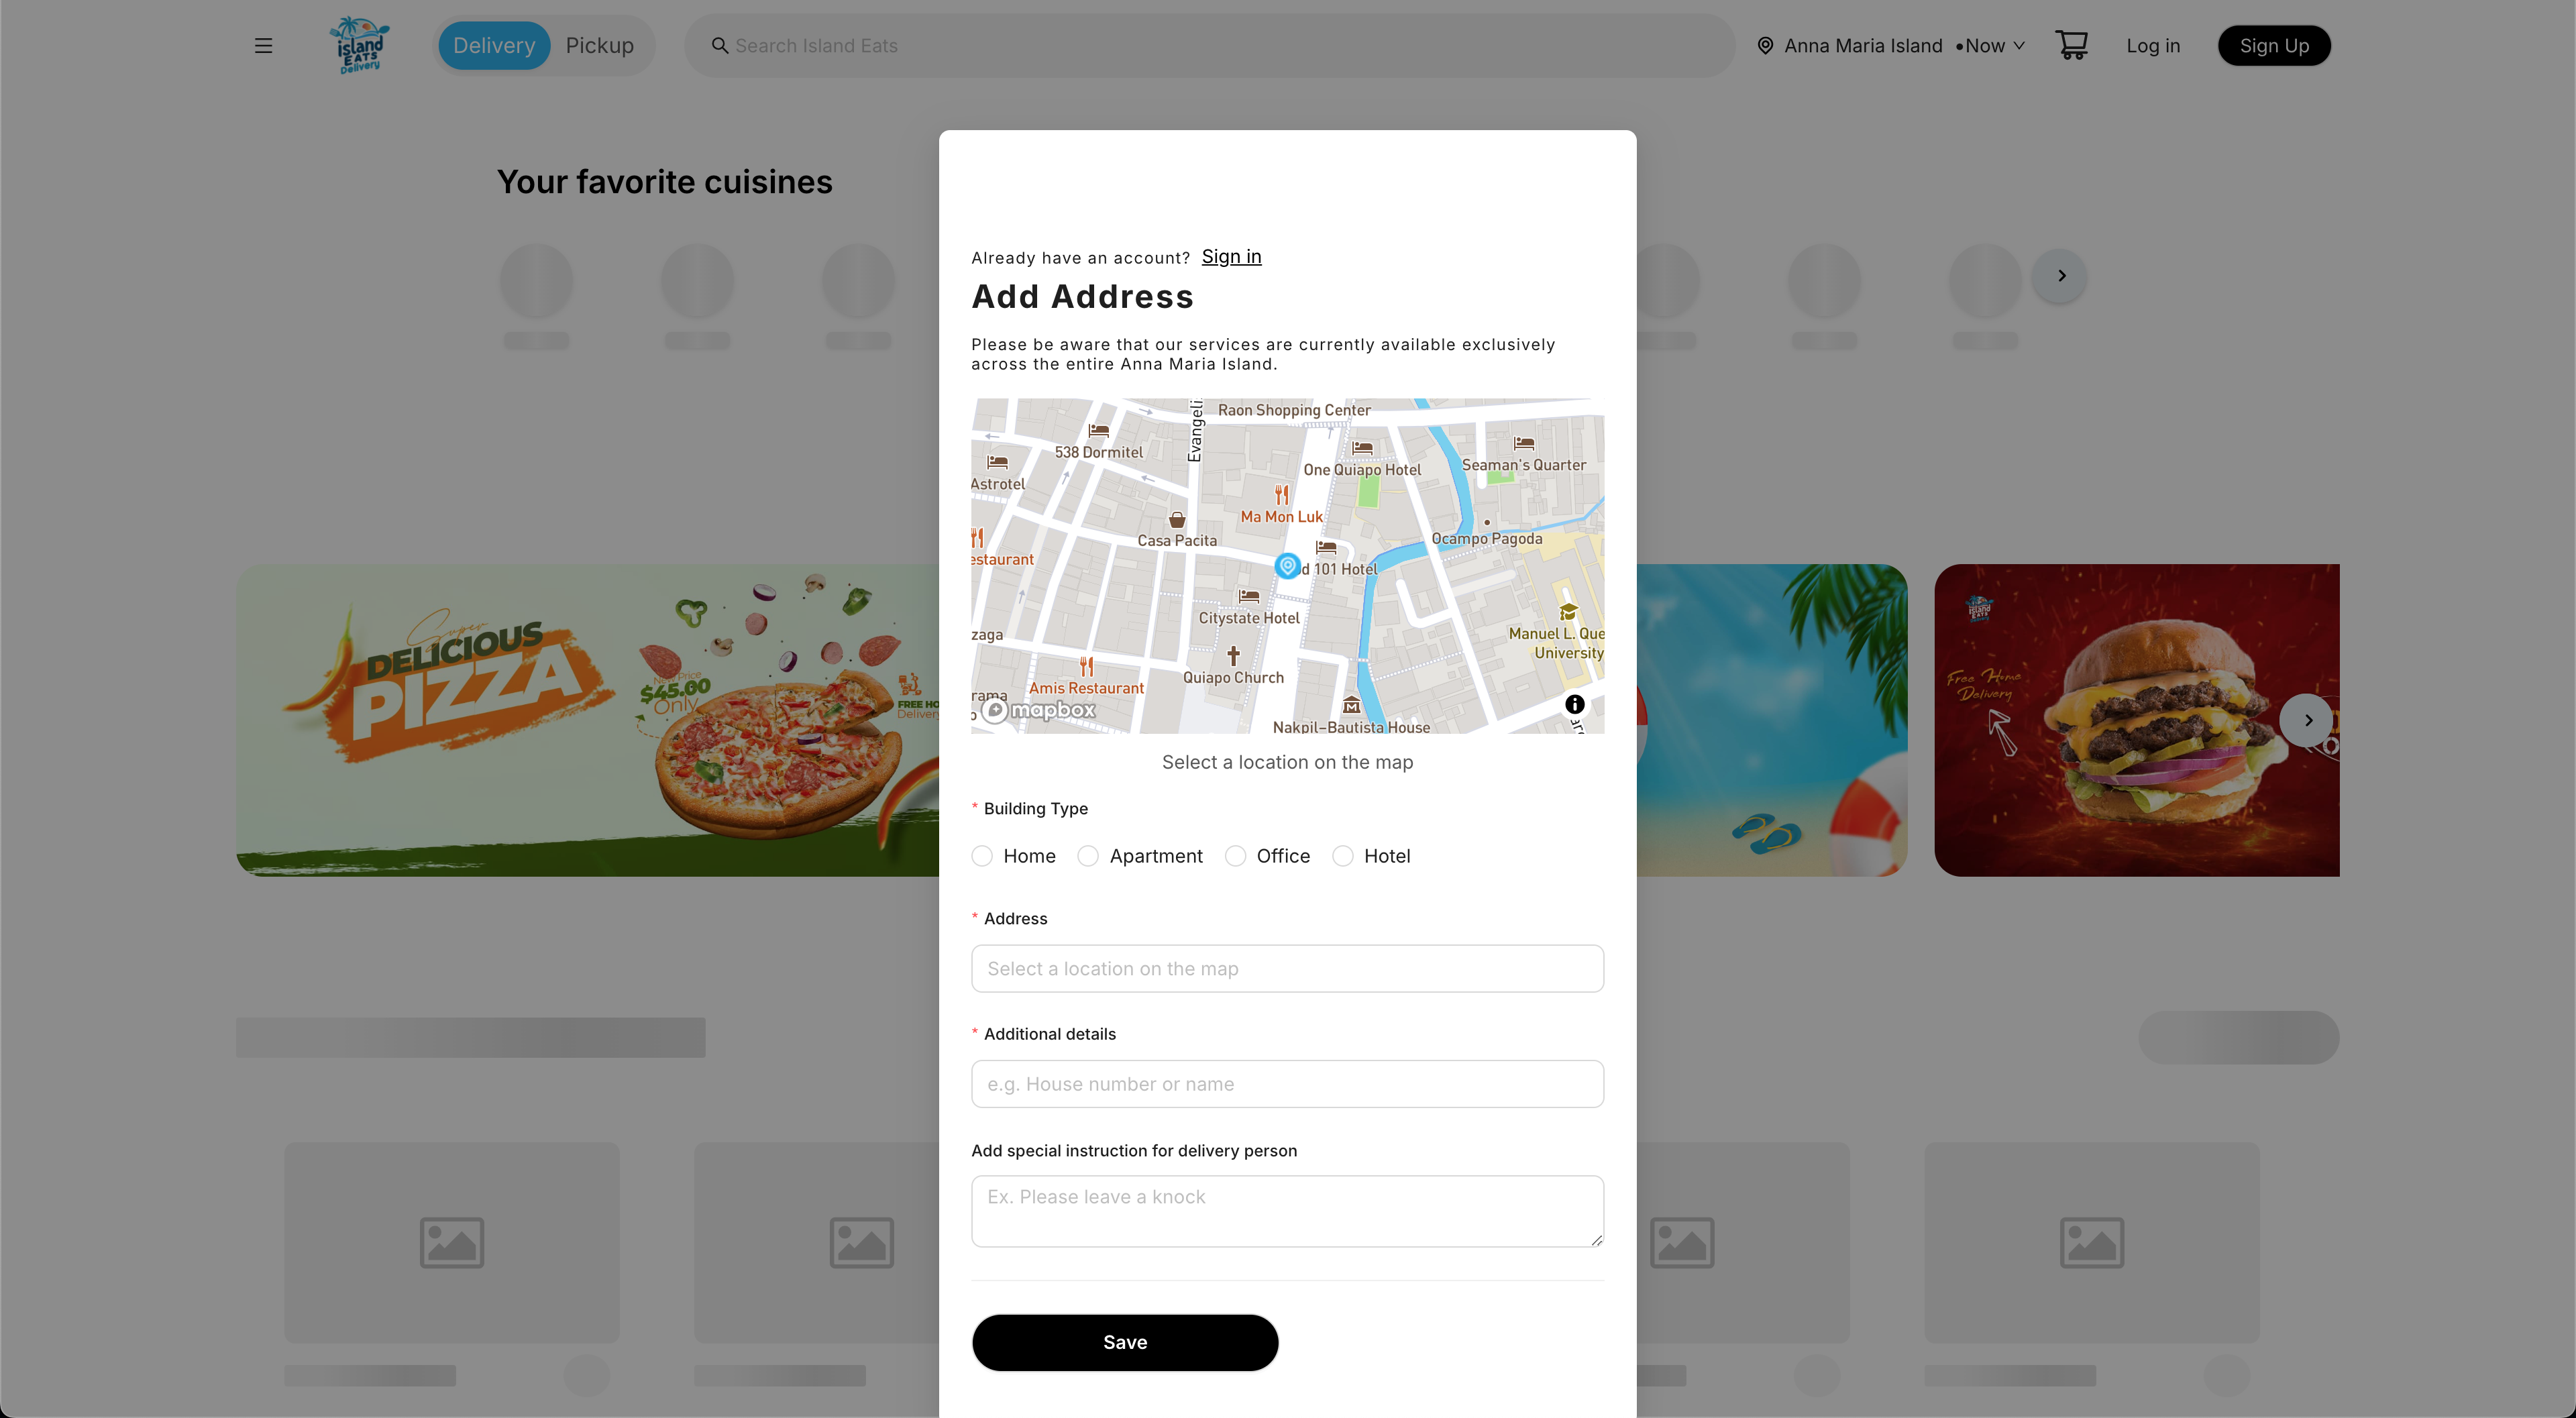 island
EATS
Delivery
Delivery
Pickup
Search Island Eats
Anna Maria Island
•Now
Log in
Sign Up
Your favorite cuisines
Already have an account? Sign in
Add Address
Please be aware that our services are currently available exclusively
across the entire Anna Maria Island.
Evangeli
Raon Shopping Center
538 Dormitel
One Quiapo Hotel
Seaman's Quarter
Astrotel
Ma Mon Luk
Casa Pacita
Ocampo Pagoda
estaurant
d 101 Hotel
Citystate Hotel
zaga
Manuel L. Que
University
Quiapo Church
Amis Restaurant
rama
mapbox
Nakpil-Bautista House
Select a location on the map
Super
DELICIOUS
PIZZA
$45.00
Only
FREE HO
Delivery
island
EATS
Free Home
Delivery
* Building Type
Home
Apartment
Office
Hotel
* Address
Select a location on the map
* Additional details
e.g. House number or name
Add special instruction for delivery person
Ex. Please leave a knock
Save